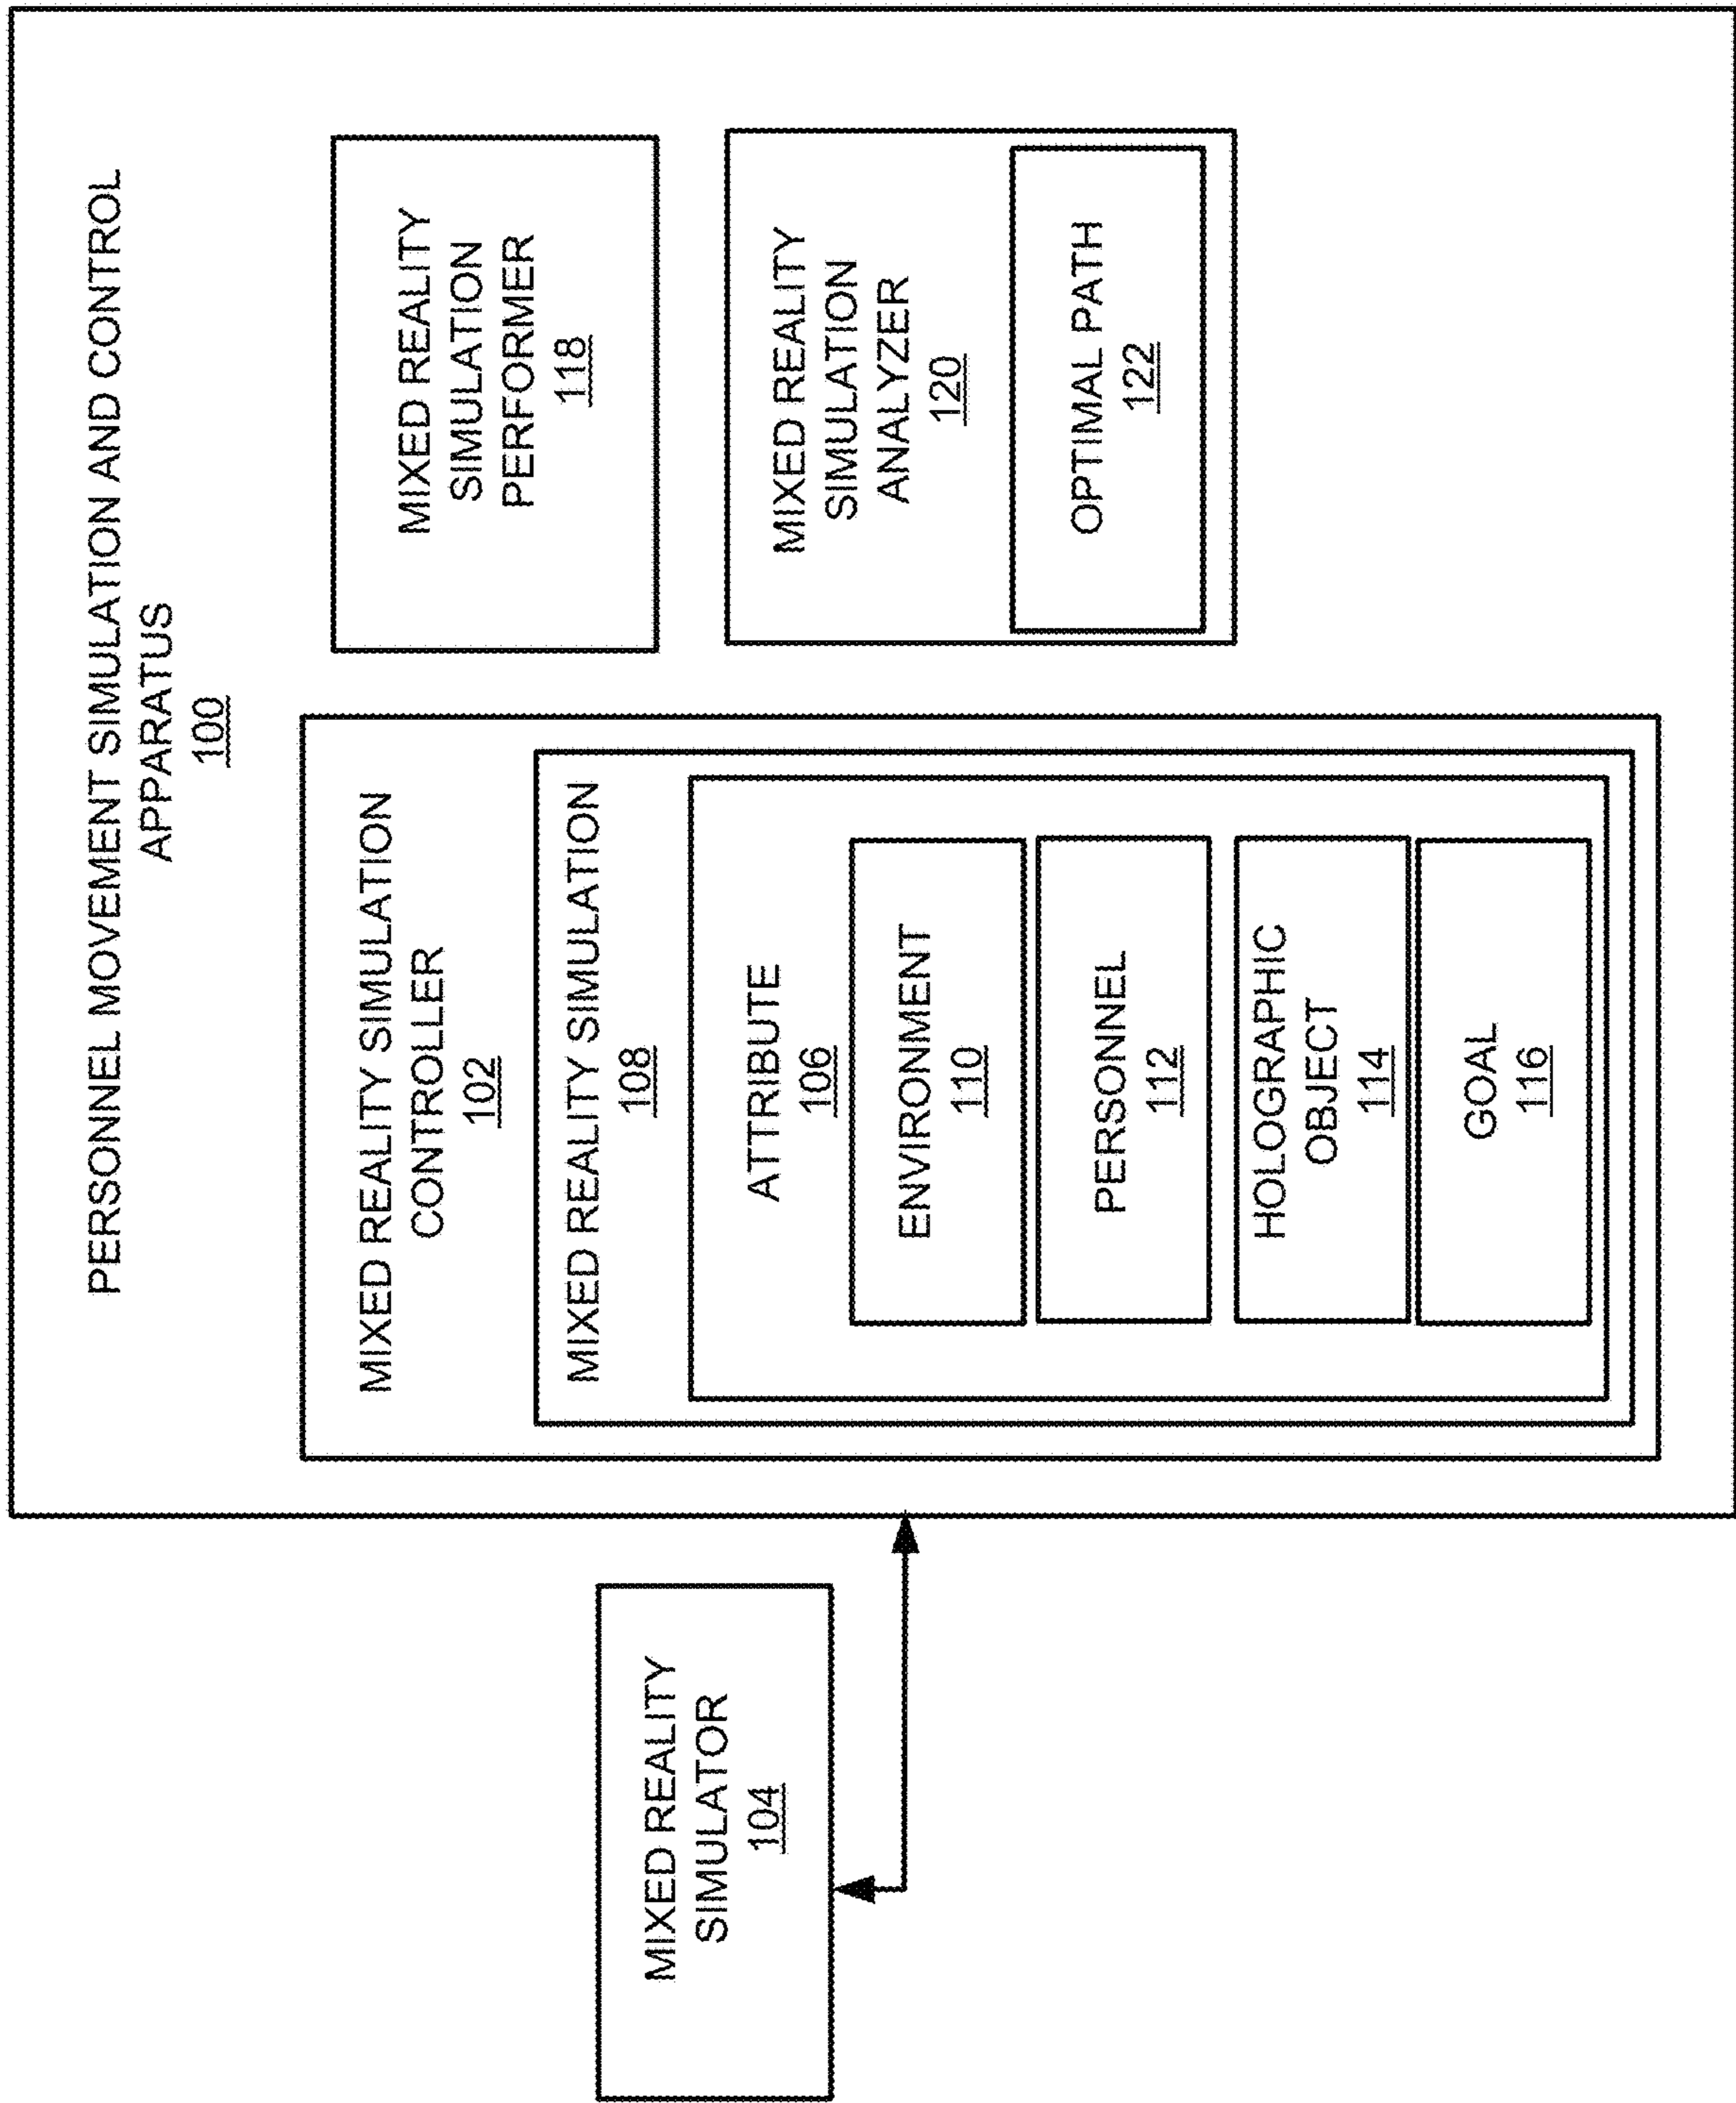 PERSONNEL MOVEMENT SIMULATION AND CONTROL
APPARATUS
100
MIXED REALITY
SIMULATOR
104
MIXED REALITY SIMULATION
CONTROLLER
102
MIXED REALITY SIMULATION
108
ATTRIBUTE
106
ENVIRONMENT
110
PERSONNEL
112
HOLOGRAPHIC
OBJECT
114
GOAL
116
MIXED REALITY
SIMULATION
PERFORMER
118
MIXED REALITY
SIMULATION
ANALYZER
120
OPTIMAL PATH
122